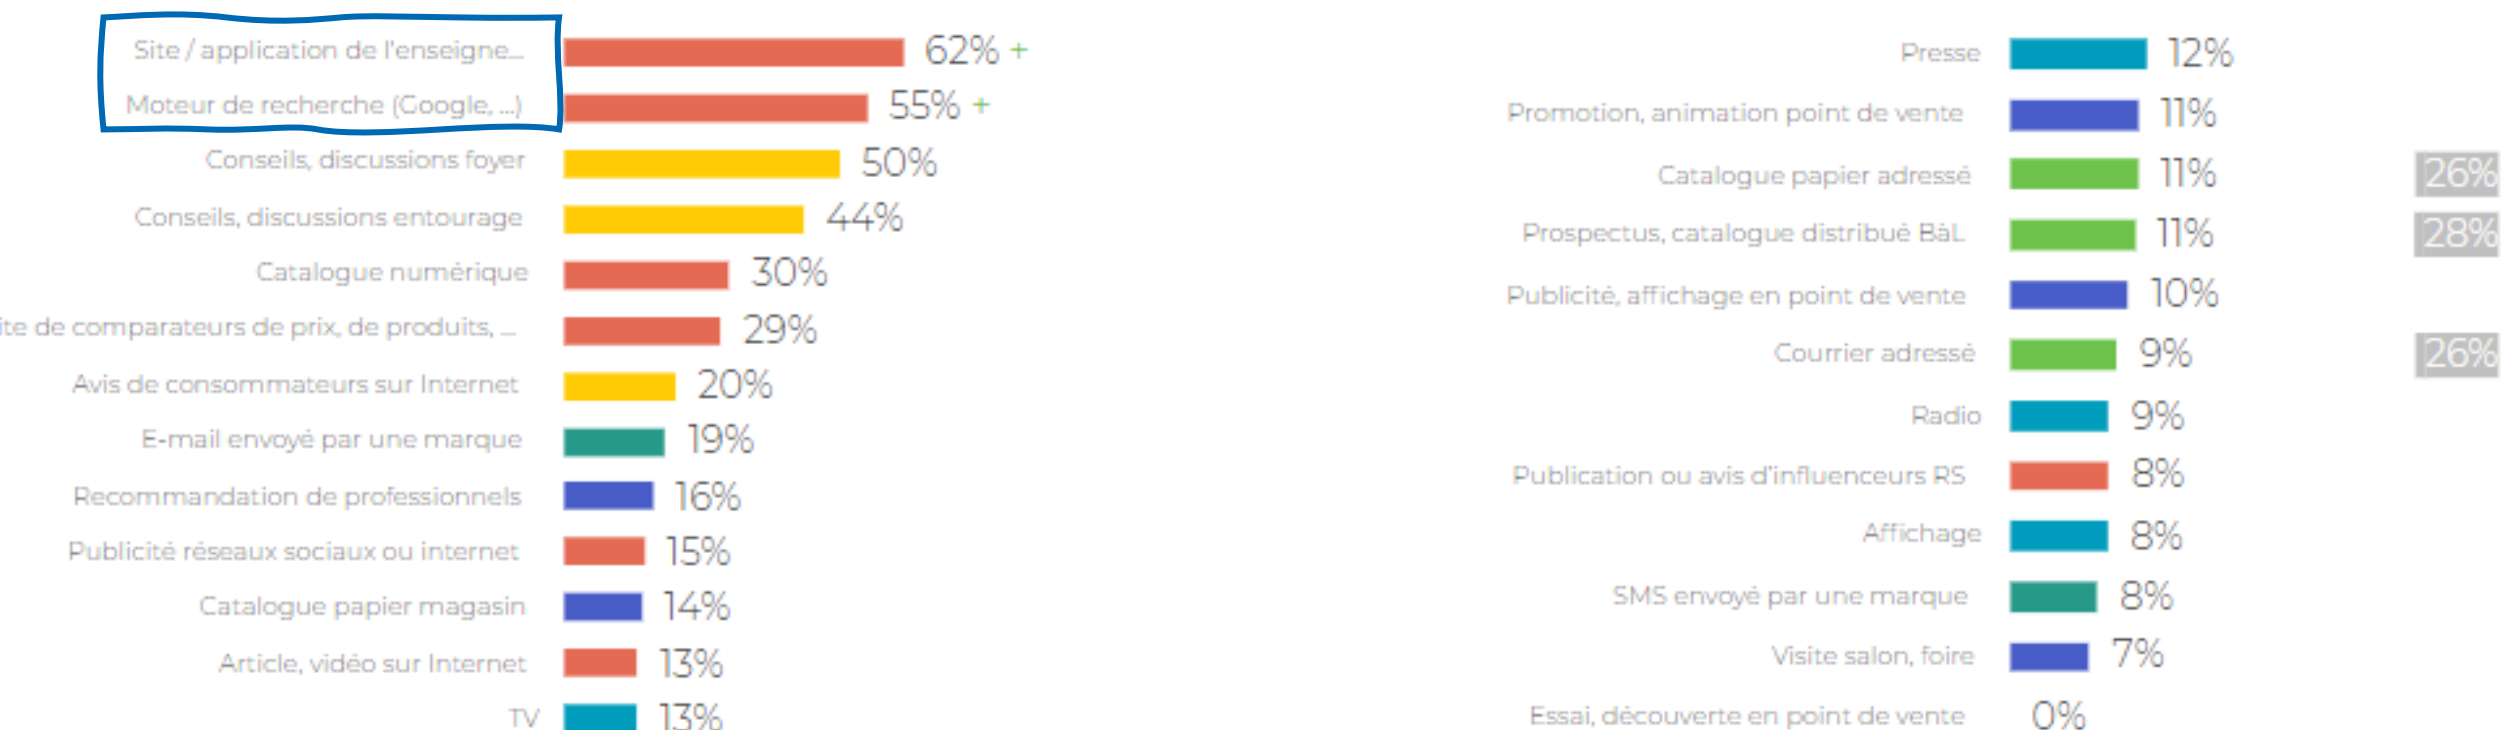 Site / application de l'enseigne...
62% +
Moteur de recherche (Google, ...)
55% +
Conseils, discussions foyer
50%
Conseils, discussions entourage
44%
Catalogue numérique
30%
ite de comparateurs de prix, de produits, ...
29%
Avis de consommateurs sur Internet
20%
E-mail envoyé par une marque
19%
Recommandation de professionnels
16%
Publicité réseaux sociaux ou internet
15%
Catalogue papier magasin
14%
Article, vidéo sur Internet
13%
TV
13%
Presse
12%
Promotion, animation point de vente
11%
Catalogue papier adressé
11%
26%
Prospectus, catalogue distribué BàL
11%
28%
Publicité, affichage en point de vente
10%
Courrier adressé
9%
26%
Radio
9%
Publication ou avis d'influenceurs RS
8%
Affichage
8%
SMS envoyé par une marque
8%
Visite salon, foire
7%
Essai, découverte en point de vente
0%